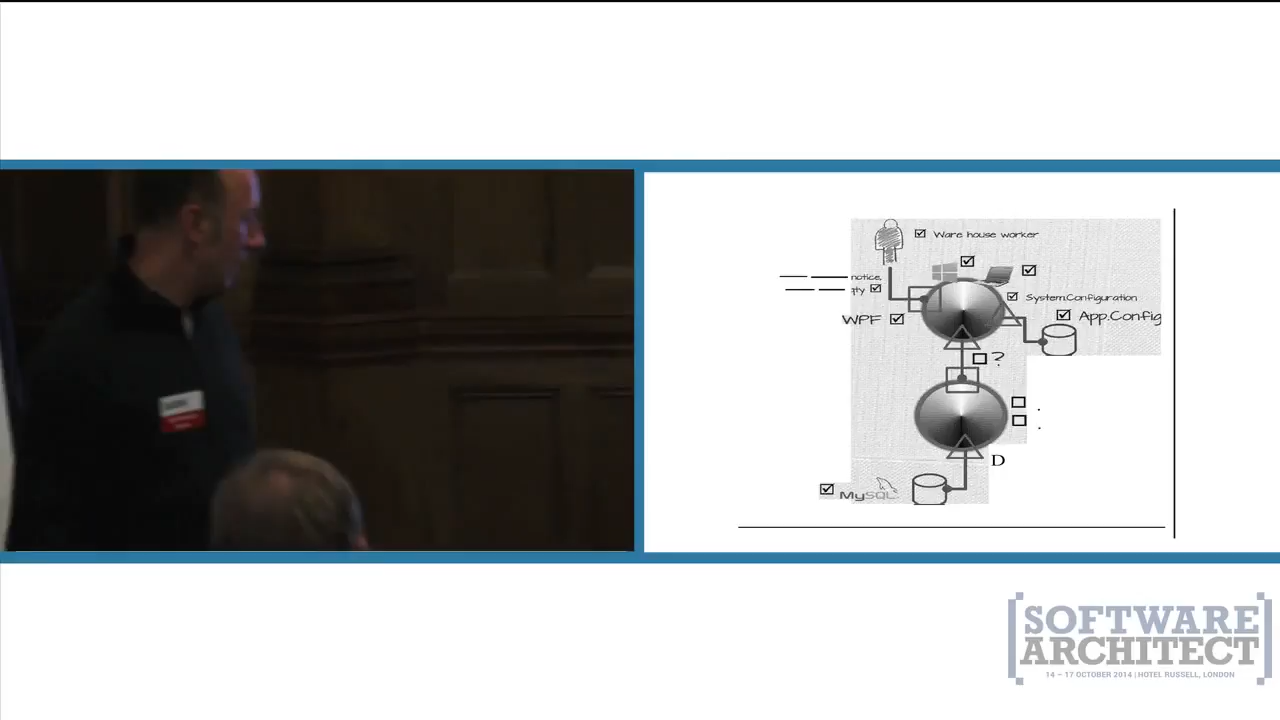 Ware house worker
notice,
qty
System.Configuration
WPF
App.Config
?
D
MySQL
SOFTWARE
ARCHITECT
14 – 17 OCTOBER 2014 | HOTEL RUSSELL, LONDON